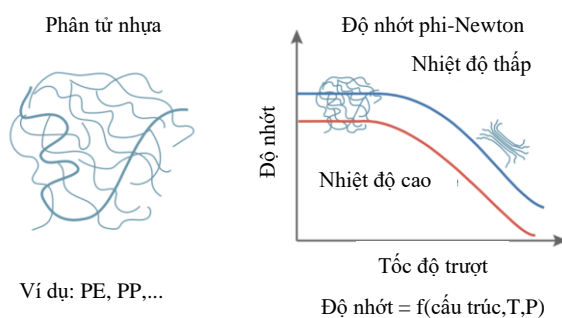 Phân tử nhựa
Ví dụ: PE, PP,...
Độ nhớt phi-Newton
Nhiệt độ thấp
Độ nhớt
Nhiệt độ cao
Tốc độ trượt
Độ nhớt = f(cấu trúc,T,P)